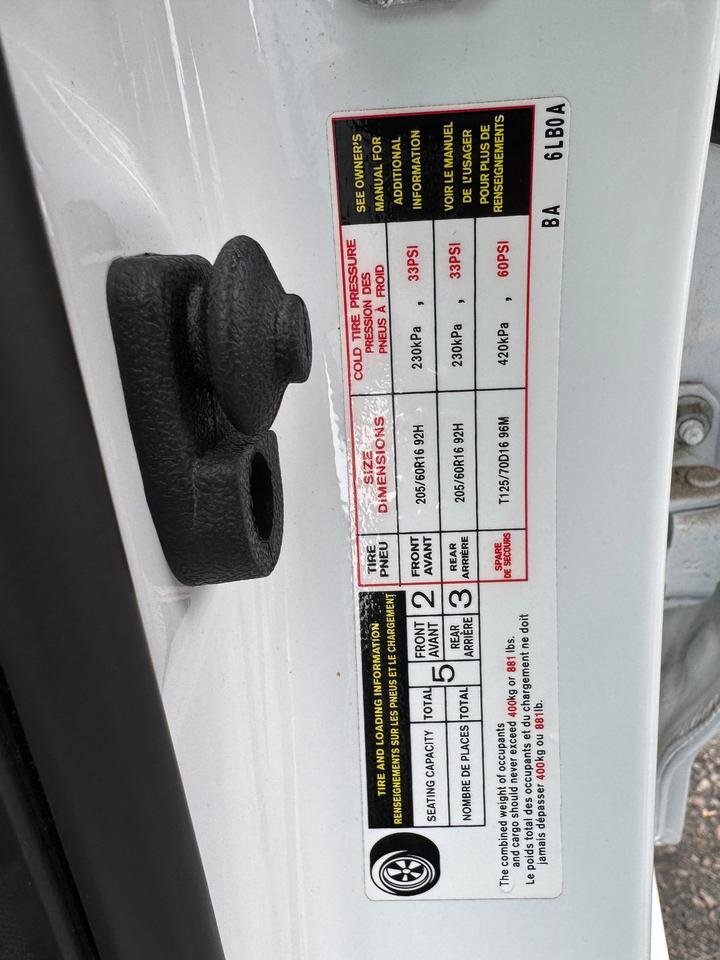 TIRE AND LOADING INFORMATION
RENSEIGNEMENTS SUR LES PNEUS ET LE CHARGEMENT
SEATING CAPACITY
NOMBRE DE PLACES
TOTAL
TOTAL
5
FRONT
AVANT
2
REAR
ARRIÈRE
3
The combined weight of occupants
and cargo should never exceed 400kg or 881 lbs.
Le poids total des occupants et du chargement ne doit
jamais dépasser 400kg ou 881lb.
TIRE
PNEU
SIZE
DIMENSIONS
COLD TIRE PRESSURE
PRESSION DES
PNEUS À FROID
FRONT
AVANT
205/60R16 92H
230kPa , 33PSI
REAR
ARRIÈRE
205/60R16 92H
230kPa , 33PSI
SPARE
DE SECOURS
T125/70D16 96M
420kPa , 60PSI
SEE OWNER'S
MANUAL FOR
ADDITIONAL
INFORMATION
VOIR LE MANUEL
DE L'USAGER
POUR PLUS DE
RENSEIGNEMENTS
BA 6LB0A